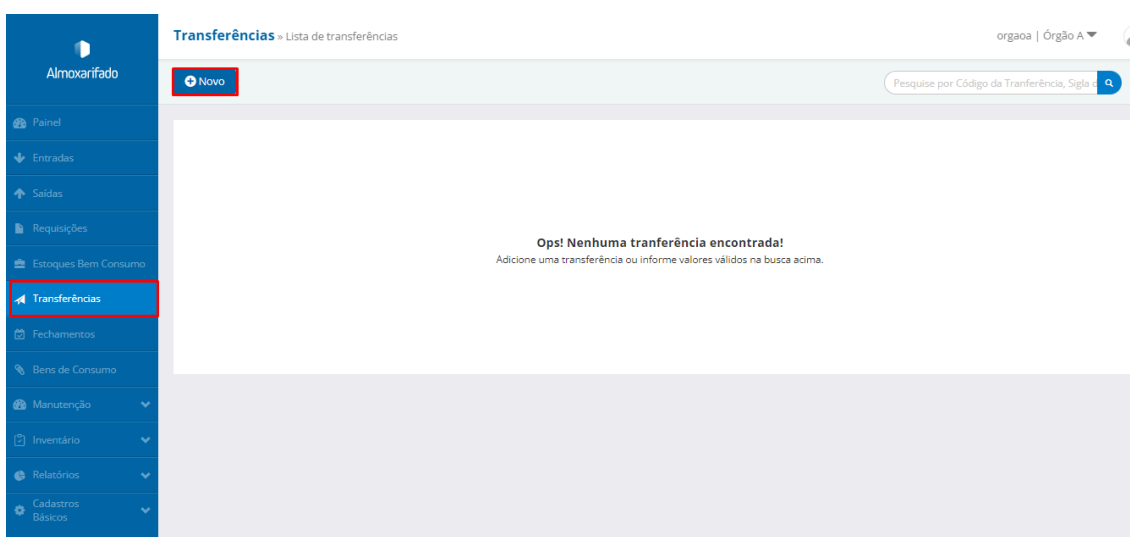 Almoxarifado
Transferências » Lista de transferências
orgaoa | Órgão A
Novo
Pesquise por Código da Tranferência, Sigla d
Painel
Entradas
Saídas
Requisições
Estoques Bem Consumo
Transferências
Fechamentos
Bens de Consumo
Manutenção
Inventário
Relatórios
Cadastros
Básicos
Ops! Nenhuma tranferência encontrada!
Adicione uma transferência ou informe valores válidos na busca acima.